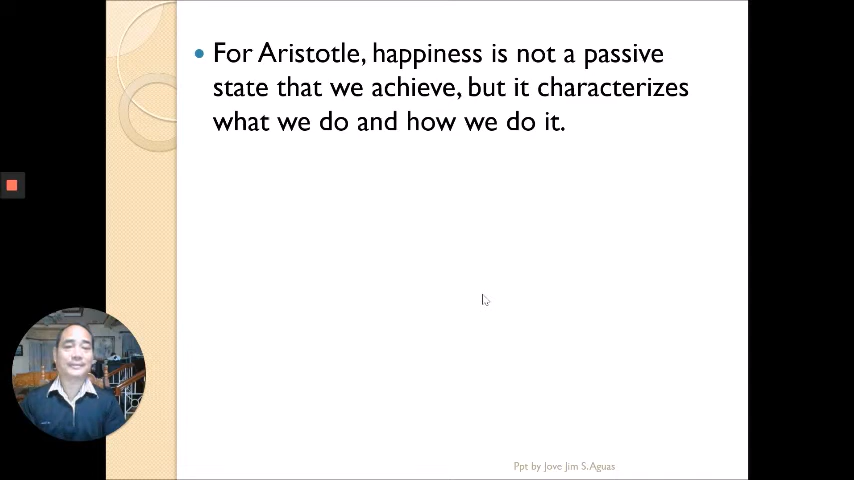 For Aristotle, happiness is not a passive
state that we achieve, but it characterizes
what we do and how we do it.
Ppt by Jove Jim S. Aguas